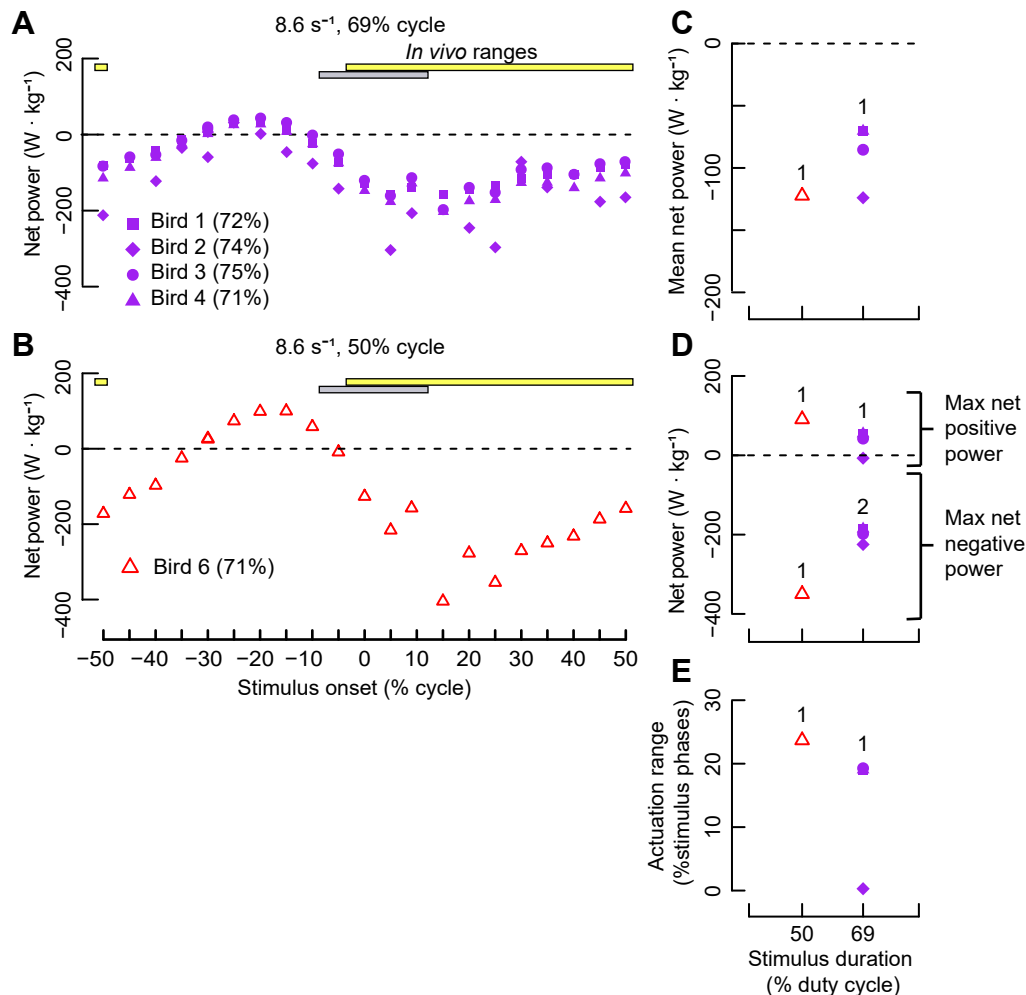 A
8.6 s⁻¹, 69% cycle
In vivo ranges
Net power (W · kg⁻¹)
200
0
−200
−400
Bird 1 (72%)
Bird 2 (74%)
Bird 3 (75%)
Bird 4 (71%)
B
8.6 s⁻¹, 50% cycle
Net power (W · kg⁻¹)
200
0
−200
−400
Bird 6 (71%)
−50 −30 −10 0 10 20 30 40 50
Stimulus onset (% cycle)
C
Mean net power (W · kg⁻¹)
0
−100
−200
1
1
D
Net power (W · kg⁻¹)
200
0
−200
−400
1
1
2
1
Max net
positive
power
Max net
negative
power
E
Actuation range
(%stimulus phases)
30
20
10
0
1
1
50 69
Stimulus duration
(% duty cycle)